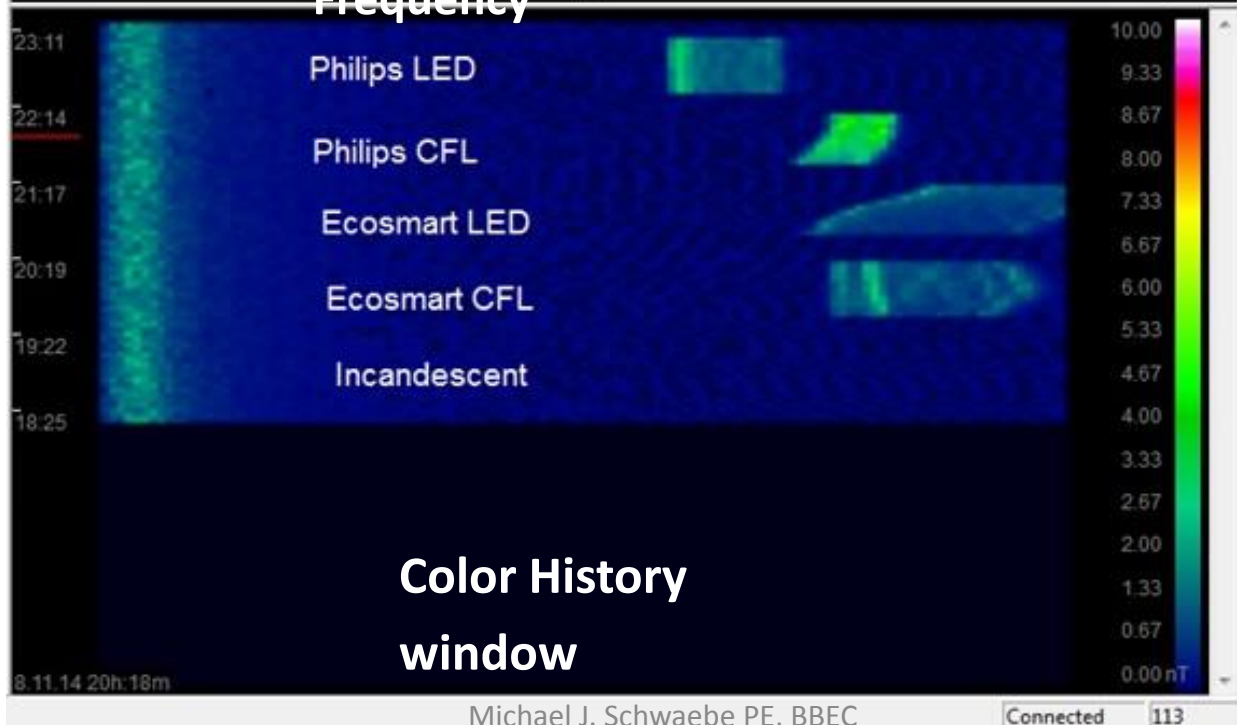 Frequency
23:11
Philips LED
22:14
Philips CFL
21:17
Ecosmart LED
20:19
Ecosmart CFL
19:22
Incandescent
18:25
10.00
9.33
8.67
8.00
7.33
6.67
6.00
5.33
4.67
4.00
3.33
2.67
2.00
1.33
0.67
0.00 nT
Color History
window
8.11.14 20h:18m
Michael J. Schwaebe PE, BBEC
Connected
113